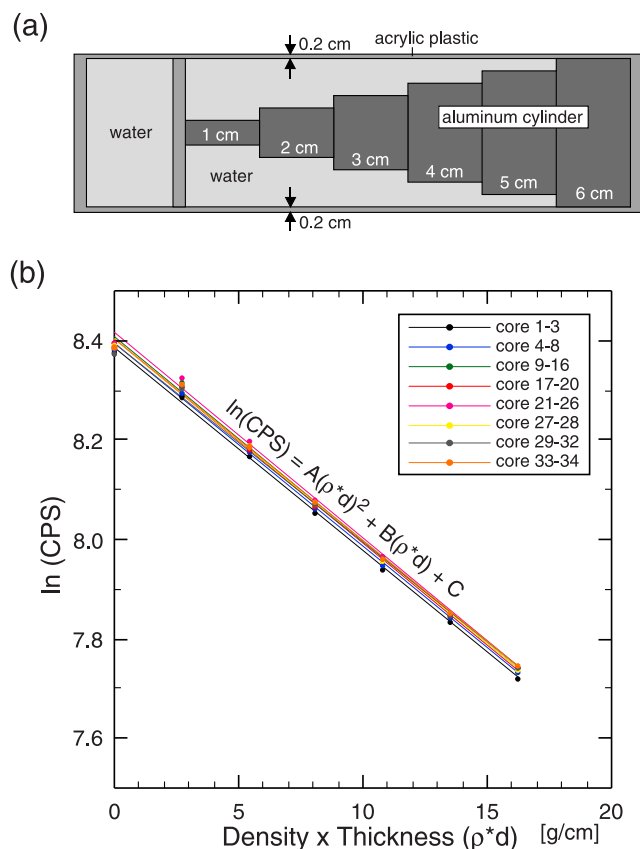 (a)
0.2 cm
acrylic plastic
water
1 cm
2 cm
3 cm
4 cm
5 cm
6 cm
aluminum cylinder
water
0.2 cm
(b)
ln (CPS)
8.4
8.2
8.0
7.8
7.6
ln(CPS) = A(ρ*d)² + B(ρ*d) + C
core 1-3
core 4-8
core 9-16
core 17-20
core 21-26
core 27-28
core 29-32
core 33-34
0
5
10
15
20
Density x Thickness (ρ*d) [g/cm]